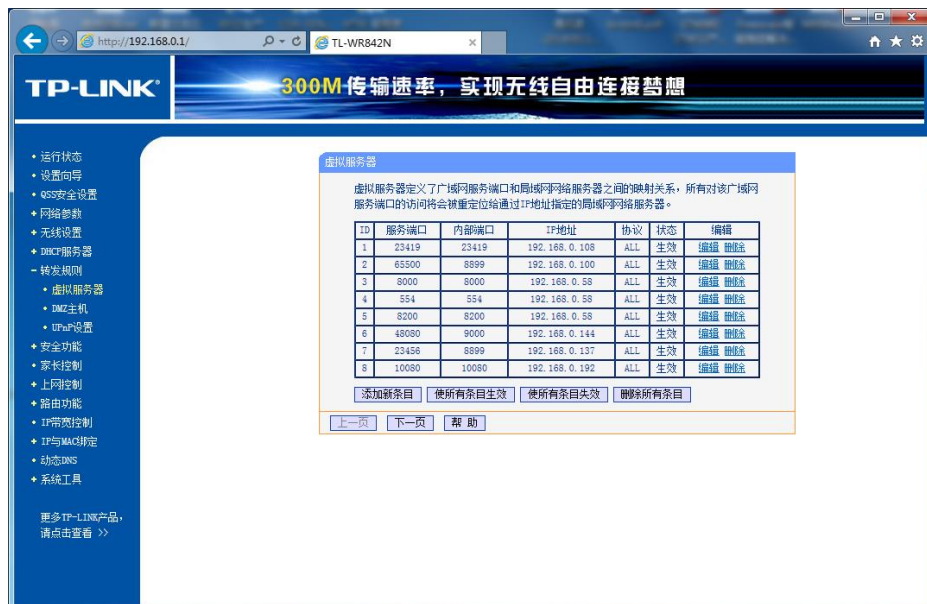 http://192.168.0.1/
TL-WR842N
TP-LINK®
300M传输速率，实现无线自由连接梦想
运行状态
设置向导
QSS安全设置
网络参数
无线设置
DHCP服务器
转发规则
虚拟服务器
DMZ主机
UPnP设置
安全功能
家长控制
上网控制
路由功能
IP带宽控制
IP与MAC绑定
动态DNS
系统工具
更多TP-LINK产品，
请点击查看 >>
虚拟服务器
虚拟服务器定义了广域网服务端口和局域网网络服务器之间的映射关系，所有对该广域网
服务端口的访问将会被重定位给通过IP地址指定的局域网网络服务器。
ID 服务端口 内部端口 IP地址 协议 状态 编辑
1 23419 23419 192.168.0.108 ALL 生效 编辑 删除
2 65500 8899 192.168.0.100 ALL 生效 编辑 删除
3 8000 8000 192.168.0.58 ALL 生效 编辑 删除
4 554 554 192.168.0.58 ALL 生效 编辑 删除
5 8200 8200 192.168.0.58 ALL 生效 编辑 删除
6 48080 9000 192.168.0.144 ALL 生效 编辑 删除
7 23456 8899 192.168.0.137 ALL 生效 编辑 删除
8 10080 10080 192.168.0.192 ALL 生效 编辑 删除
添加新条目 使所有条目生效 使所有条目失效 删除所有条目
上一页 下一页 帮 助